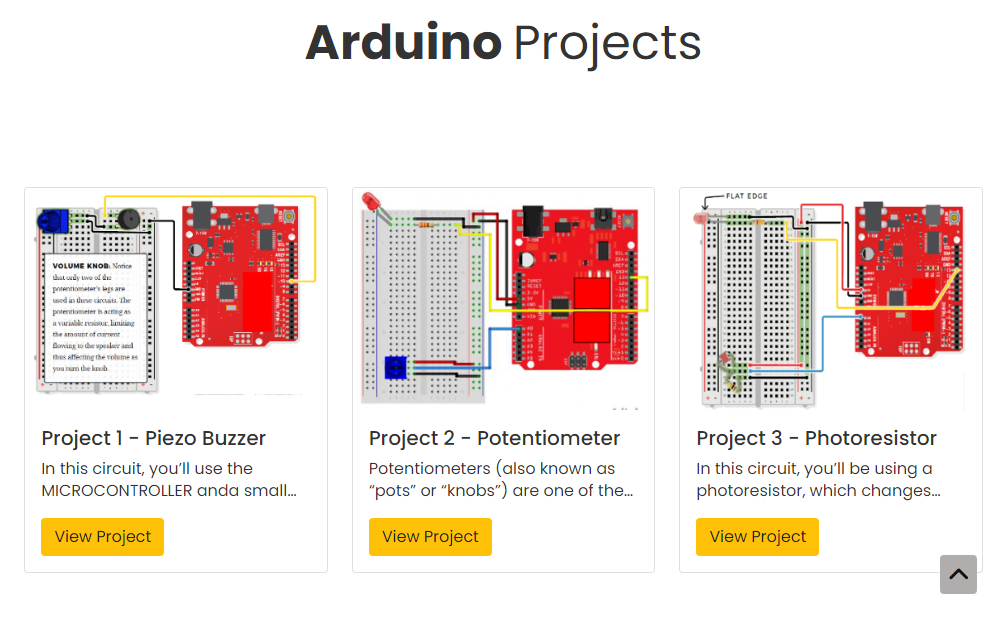 Arduino Projects
VOLUME KNOB: Notice
that only two of the
potentiometer's legs are
used in these circuits. The
potentiometer is acting as
a variable resistor, limiting
the amount of current
flowing to the speaker and
thus affecting the volume as
you turn the knob.
FLAT EDGE
Project 1 - Piezo Buzzer
In this circuit, you’ll use the
MICROCONTROLLER anda small...
View Project
Project 2 - Potentiometer
Potentiometers (also known as
“pots” or “knobs”) are one of the...
View Project
Project 3 - Photoresistor
In this circuit, you’ll be using a
photoresistor, which changes...
View Project